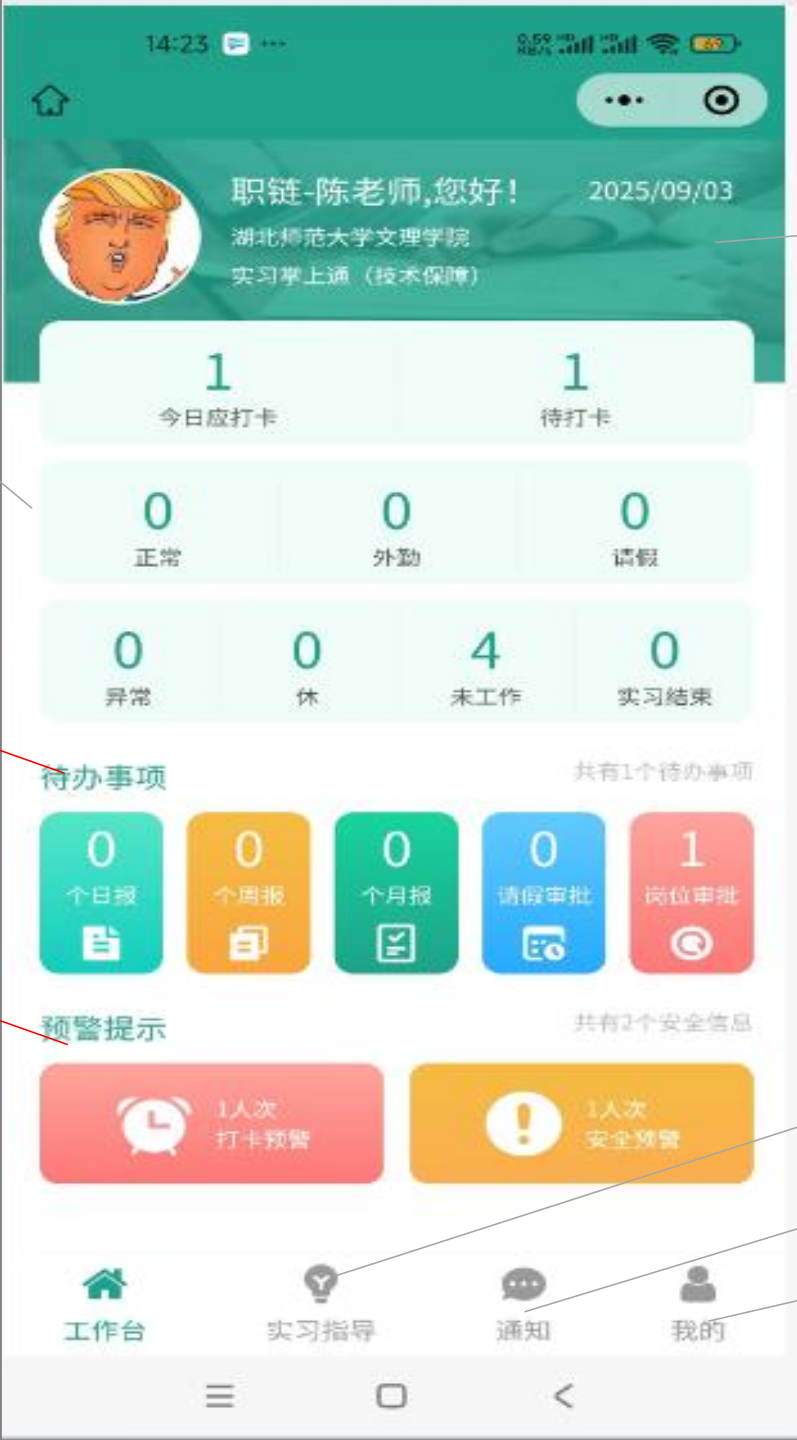 14:23 0.59 KB/s HD HD 69
职链-陈老师,您好! 2025/09/03
湖北师范大学文理学院
实习掌上通（技术保障）
1 1
今日应打卡 待打卡
0 0 0
正常 外勤 请假
0 0 4 0
异常 休 未工作 实习结束
待办事项 共有1个待办事项
0 0 0 0 1
个日报 个周报 个月报 请假审批 岗位审批
预警提示 共有2个安全信息
1人次 1人次
打卡预警 安全预警
工作台 实习指导 通知 我的